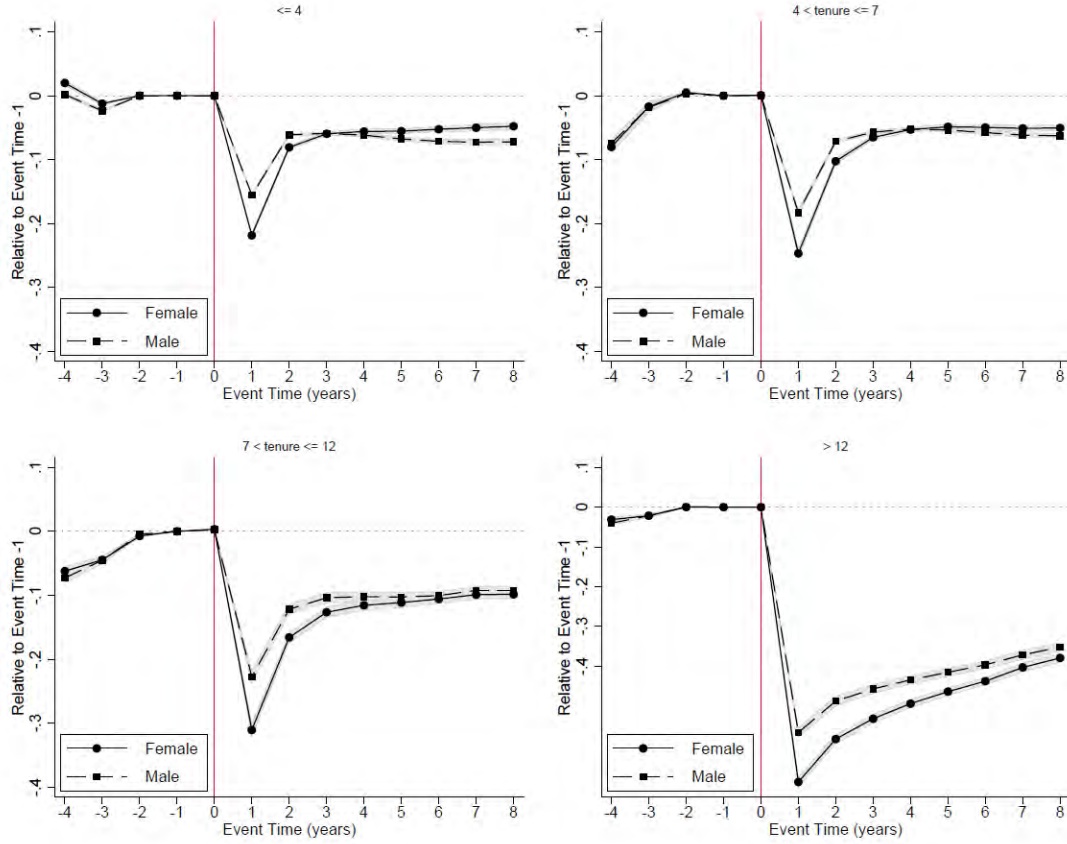 <= 4
.1
0
-.1
-.2
-.3
-.4
Relative to Event Time -1
Female
Male
-4 -3 -2 -1 0 1 2 3 4 5 6 7 8
Event Time (years)
4 < tenure <= 7
.1
0
-.1
-.2
-.3
-.4
Relative to Event Time -1
Female
Male
-4 -3 -2 -1 0 1 2 3 4 5 6 7 8
Event Time (years)
7 < tenure <= 12
.1
0
-.1
-.2
-.3
-.4
Relative to Event Time -1
Female
Male
-4 -3 -2 -1 0 1 2 3 4 5 6 7 8
Event Time (years)
> 12
.1
0
-.1
-.2
-.3
-.4
Relative to Event Time -1
Female
Male
-4 -3 -2 -1 0 1 2 3 4 5 6 7 8
Event Time (years)